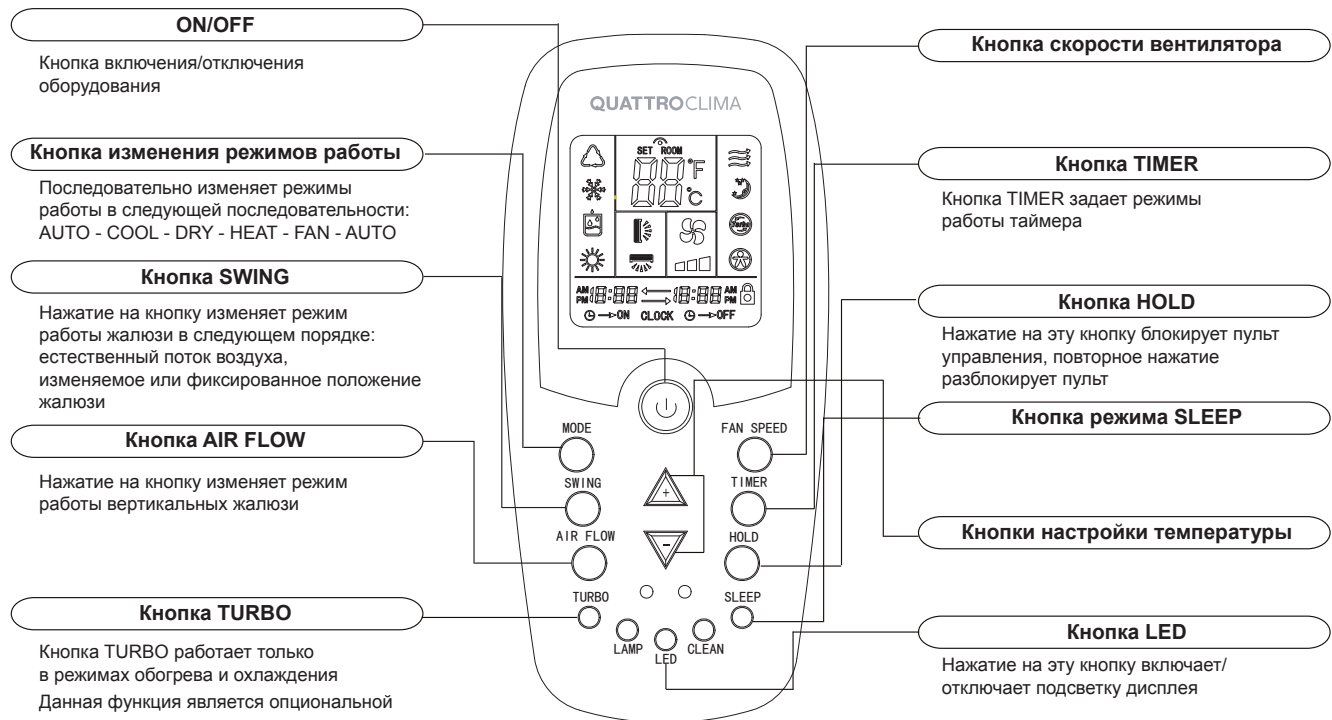 ON/OFF
Кнопка включения/отключения
оборудования
Кнопка изменения режимов работы
Последовательно изменяет режимы
работы в следующей последовательности:
AUTO - COOL - DRY - HEAT - FAN - AUTO
Кнопка SWING
Нажатие на кнопку изменяет режим
работы жалюзи в следующем порядке:
естественный поток воздуха,
изменяемое или фиксированное положение
жалюзи
Кнопка AIR FLOW
Нажатие на кнопку изменяет режим
работы вертикальных жалюзи
Кнопка TURBO
Кнопка TURBO работает только
в режимах обогрева и охлаждения
Данная функция является опциональной
QUATTROCLIMA
SET ROOM
88 °F
°C
Turbo
AM 18:88 18:88 AM
PM PM
ON CLOCK OFF
MODE FAN SPEED
SWING + TIMER
AIR FLOW - HOLD
TURBO SLEEP
LAMP LED CLEAN
Кнопка скорости вентилятора
Кнопка TIMER
Кнопка TIMER задает режимы
работы таймера
Кнопка HOLD
Нажатие на эту кнопку блокирует пульт
управления, повторное нажатие
разблокирует пульт
Кнопка режима SLEEP
Кнопки настройки температуры
Кнопка LED
Нажатие на эту кнопку включает/
отключает подсветку дисплея